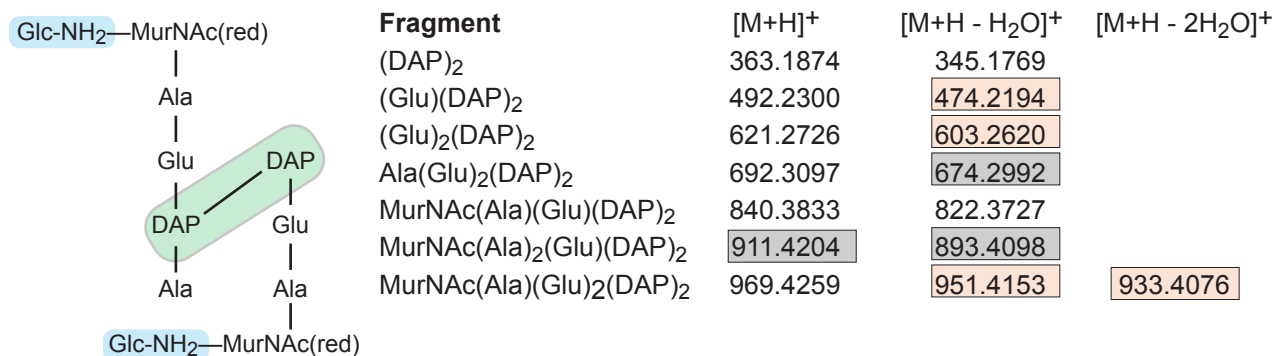 Glc-NH2—MurNAc(red)
Ala
Glu
DAP
DAP
Glu
Ala
Ala
Glc-NH2—MurNAc(red)
Fragment [M+H]+ [M+H - H2O]+ [M+H - 2H2O]+
(DAP)2 363.1874 345.1769
(Glu)(DAP)2 492.2300 474.2194
(Glu)2(DAP)2 621.2726 603.2620
Ala(Glu)2(DAP)2 692.3097 674.2992
MurNAc(Ala)(Glu)(DAP)2 840.3833 822.3727
MurNAc(Ala)2(Glu)(DAP)2 911.4204 893.4098
MurNAc(Ala)(Glu)2(DAP)2 969.4259 951.4153 933.4076